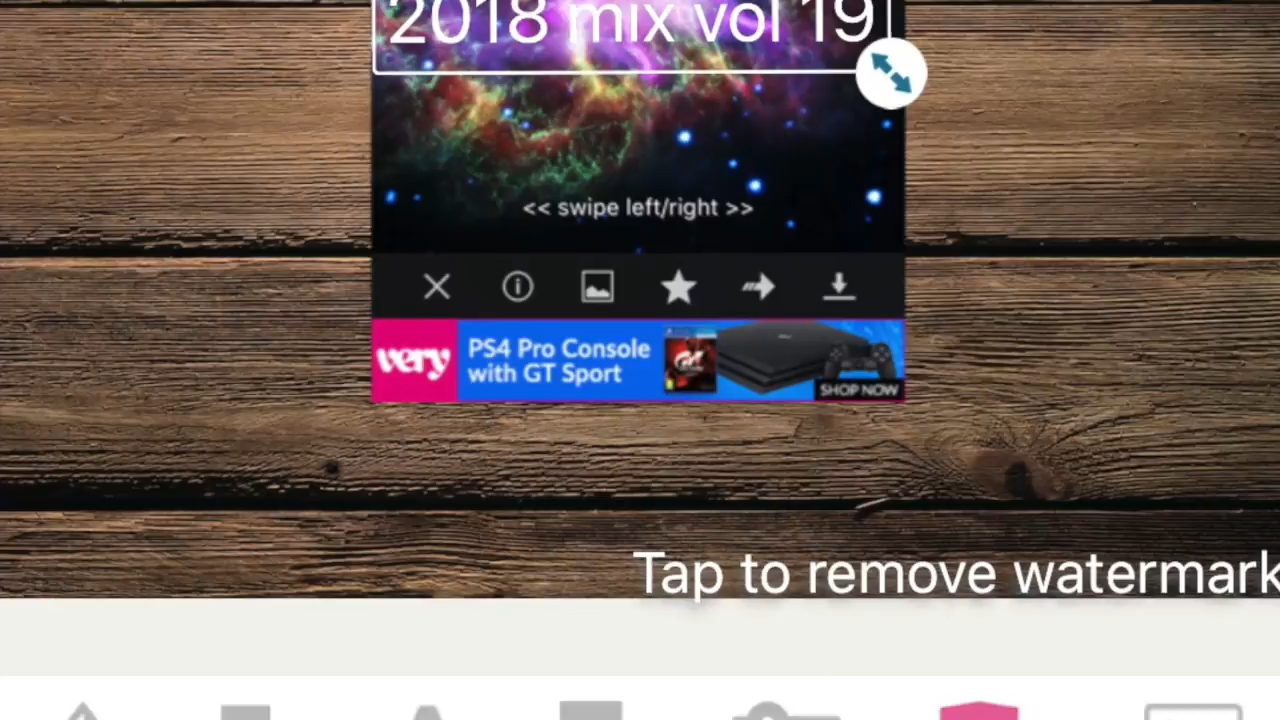 2018 mix vol 19
<< swipe left/right >>
very
PS4 Pro Console
with GT Sport
GT
SHOP NOW
Tap to remove watermark